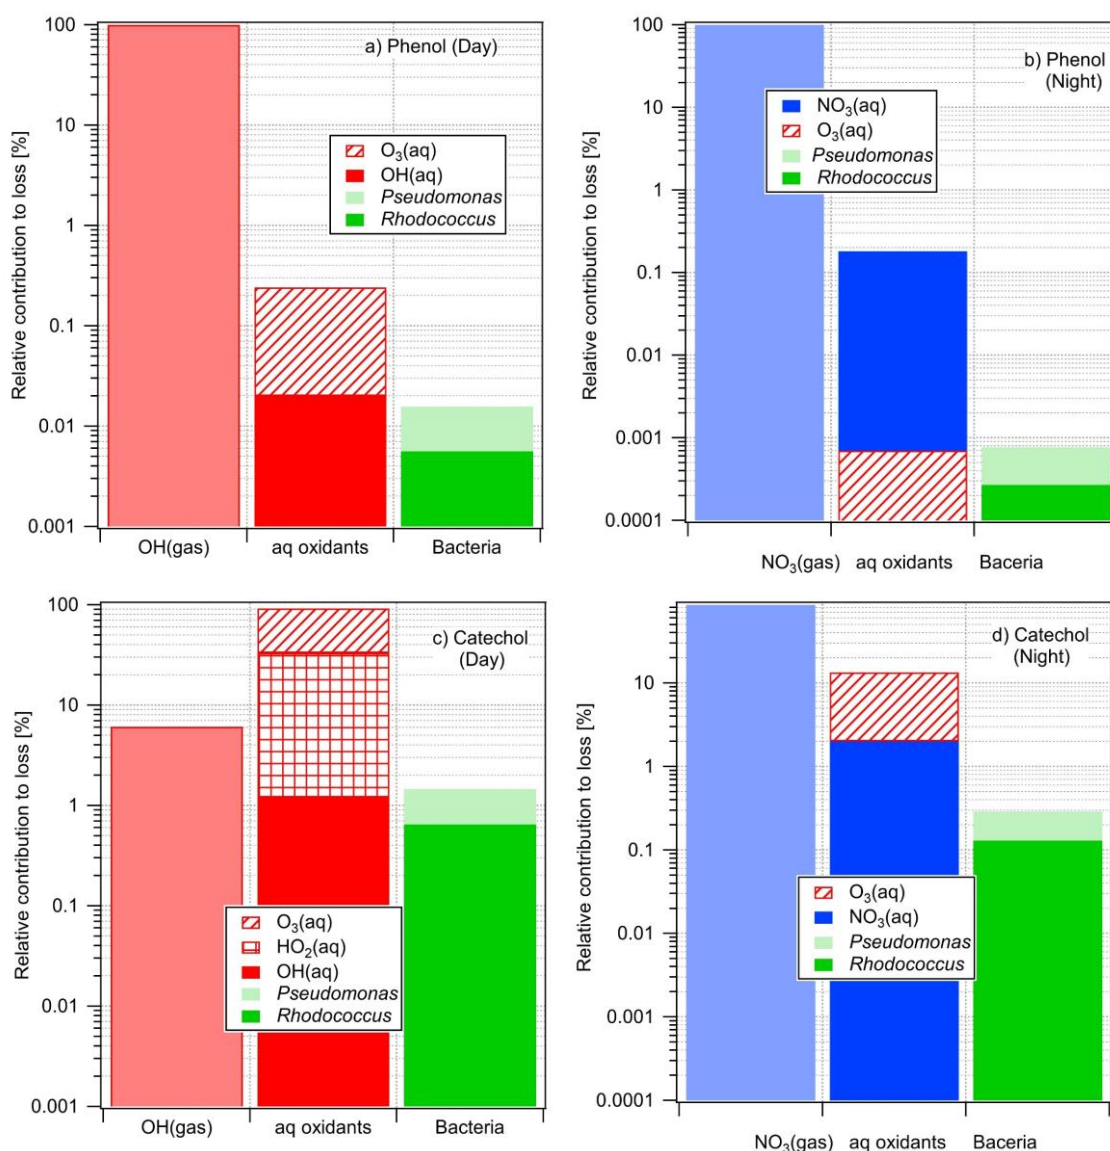 a) Phenol (Day)
Relative contribution to loss [%]
100
10
1
0.1
0.01
0.001
O₃(aq)
OH(aq)
Pseudomonas
Rhodococcus
OH(gas) aq oxidants Bacteria
b) Phenol
(Night)
Relative contribution to loss [%]
100
10
1
0.1
0.01
0.001
0.0001
NO₃(aq)
O₃(aq)
Pseudomonas
Rhodococcus
NO₃(gas) aq oxidants Baceria
c) Catechol
(Day)
Relative contribution to loss [%]
100
10
1
0.1
0.01
0.001
O₃(aq)
HO₂(aq)
OH(aq)
Pseudomonas
Rhodococcus
OH(gas) aq oxidants Bacteria
d) Catechol
(Night)
Relative contribution to loss [%]
10
1
0.1
0.01
0.001
0.0001
O₃(aq)
NO₃(aq)
Pseudomonas
Rhodococcus
NO₃(gas) aq oxidants Baceria